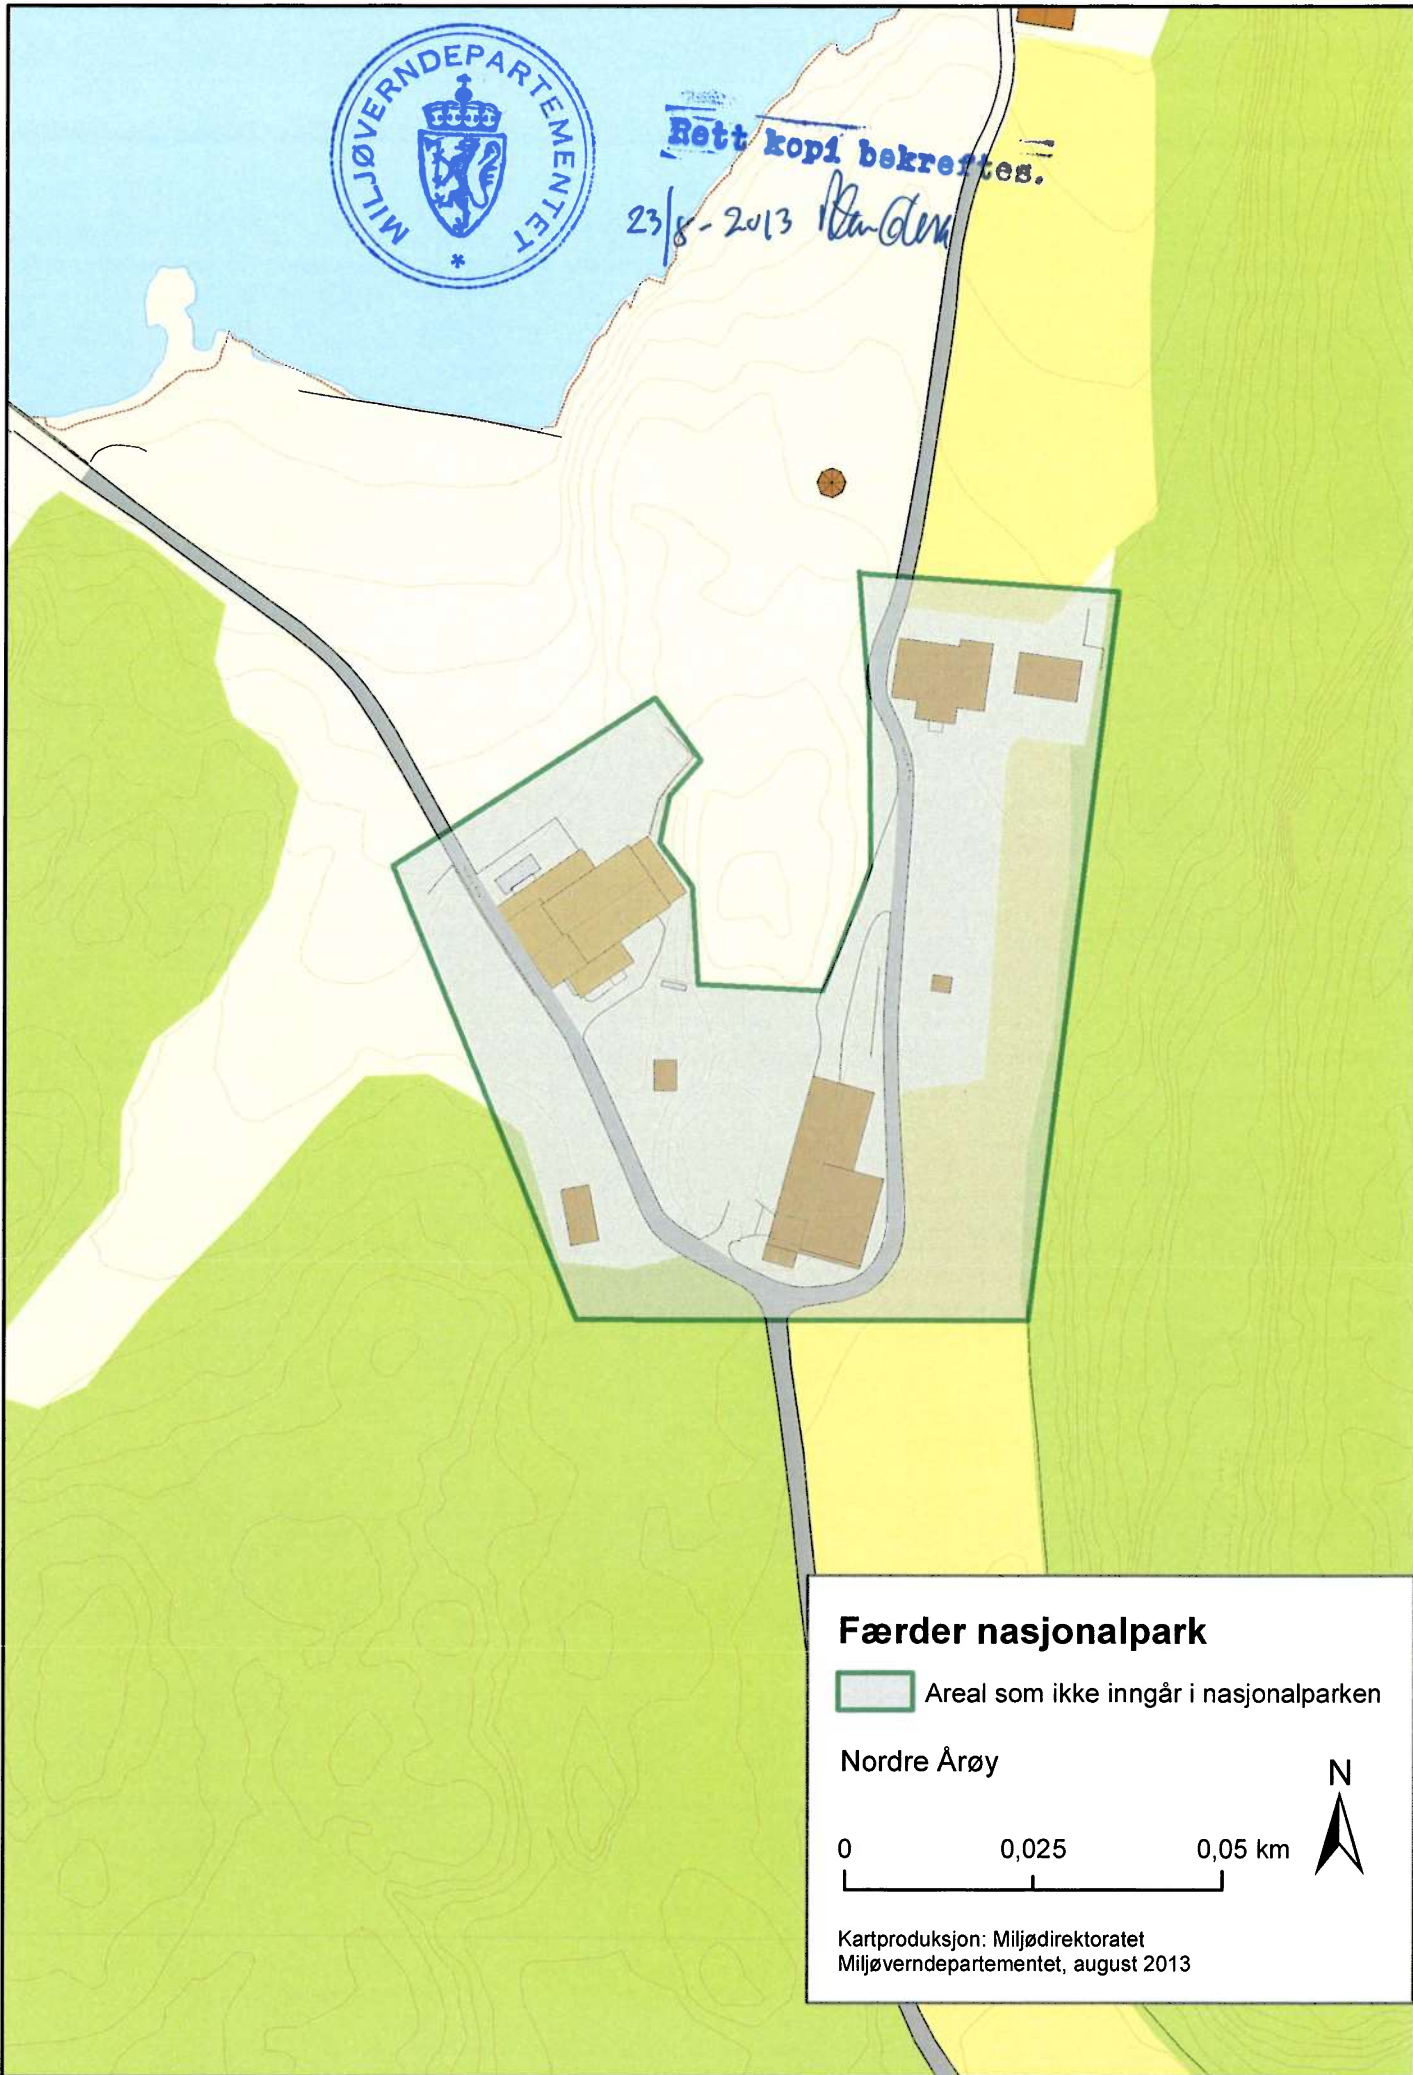 MILJØVERNDEPARTEMENTET *
Rett kopi bekreftes.
23/8 - 2013
Færder nasjonalpark
Areal som ikke inngår i nasjonalparken
Nordre Årøy
N
0 0,025 0,05 km
Kartproduksjon: Miljødirektoratet
Miljøverndepartementet, august 2013